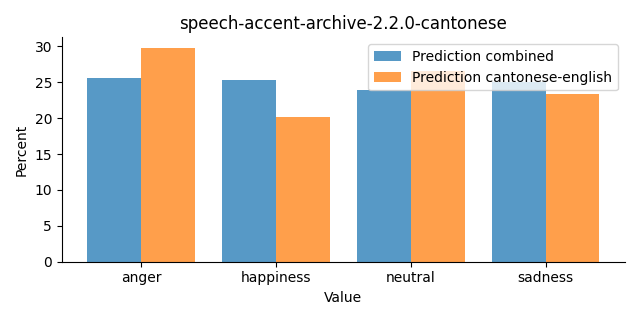 speech-accent-archive-2.2.0-cantonese
Prediction combined
Prediction cantonese-english
Percent
30
25
20
15
10
5
0
anger happiness neutral sadness
Value